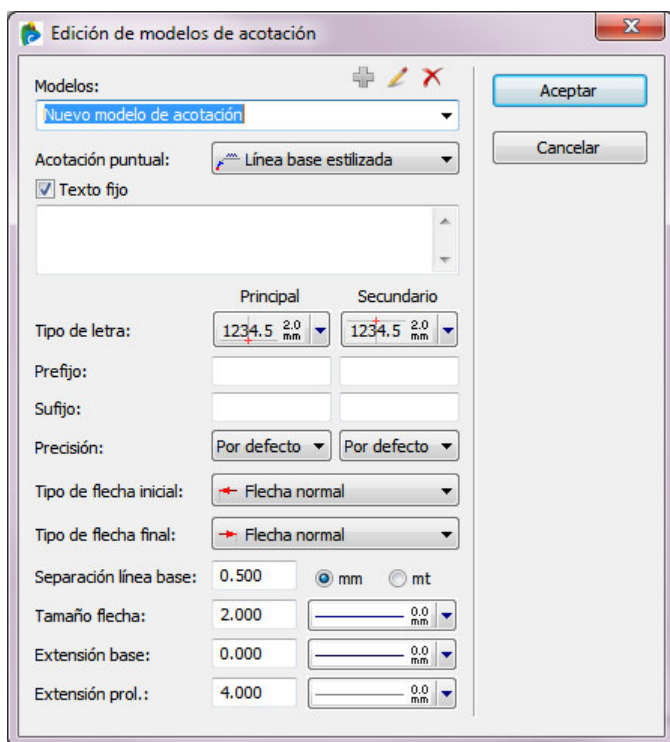 Edición de modelos de acotación
Modelos:
Nuevo modelo de acotación
Aceptar
Cancelar
Acotación puntual: Línea base estilizada
Texto fijo
Principal Secundario
Tipo de letra: 1234.5 2.0 mm 1234.5 2.0 mm
Prefijo:
Sufijo:
Precisión: Por defecto Por defecto
Tipo de flecha inicial: Flecha normal
Tipo de flecha final: Flecha normal
Separación línea base: 0.500 mm mt
Tamaño flecha: 2.000 0.0 mm
Extensión base: 0.000 0.0 mm
Extensión prol.: 4.000 0.0 mm